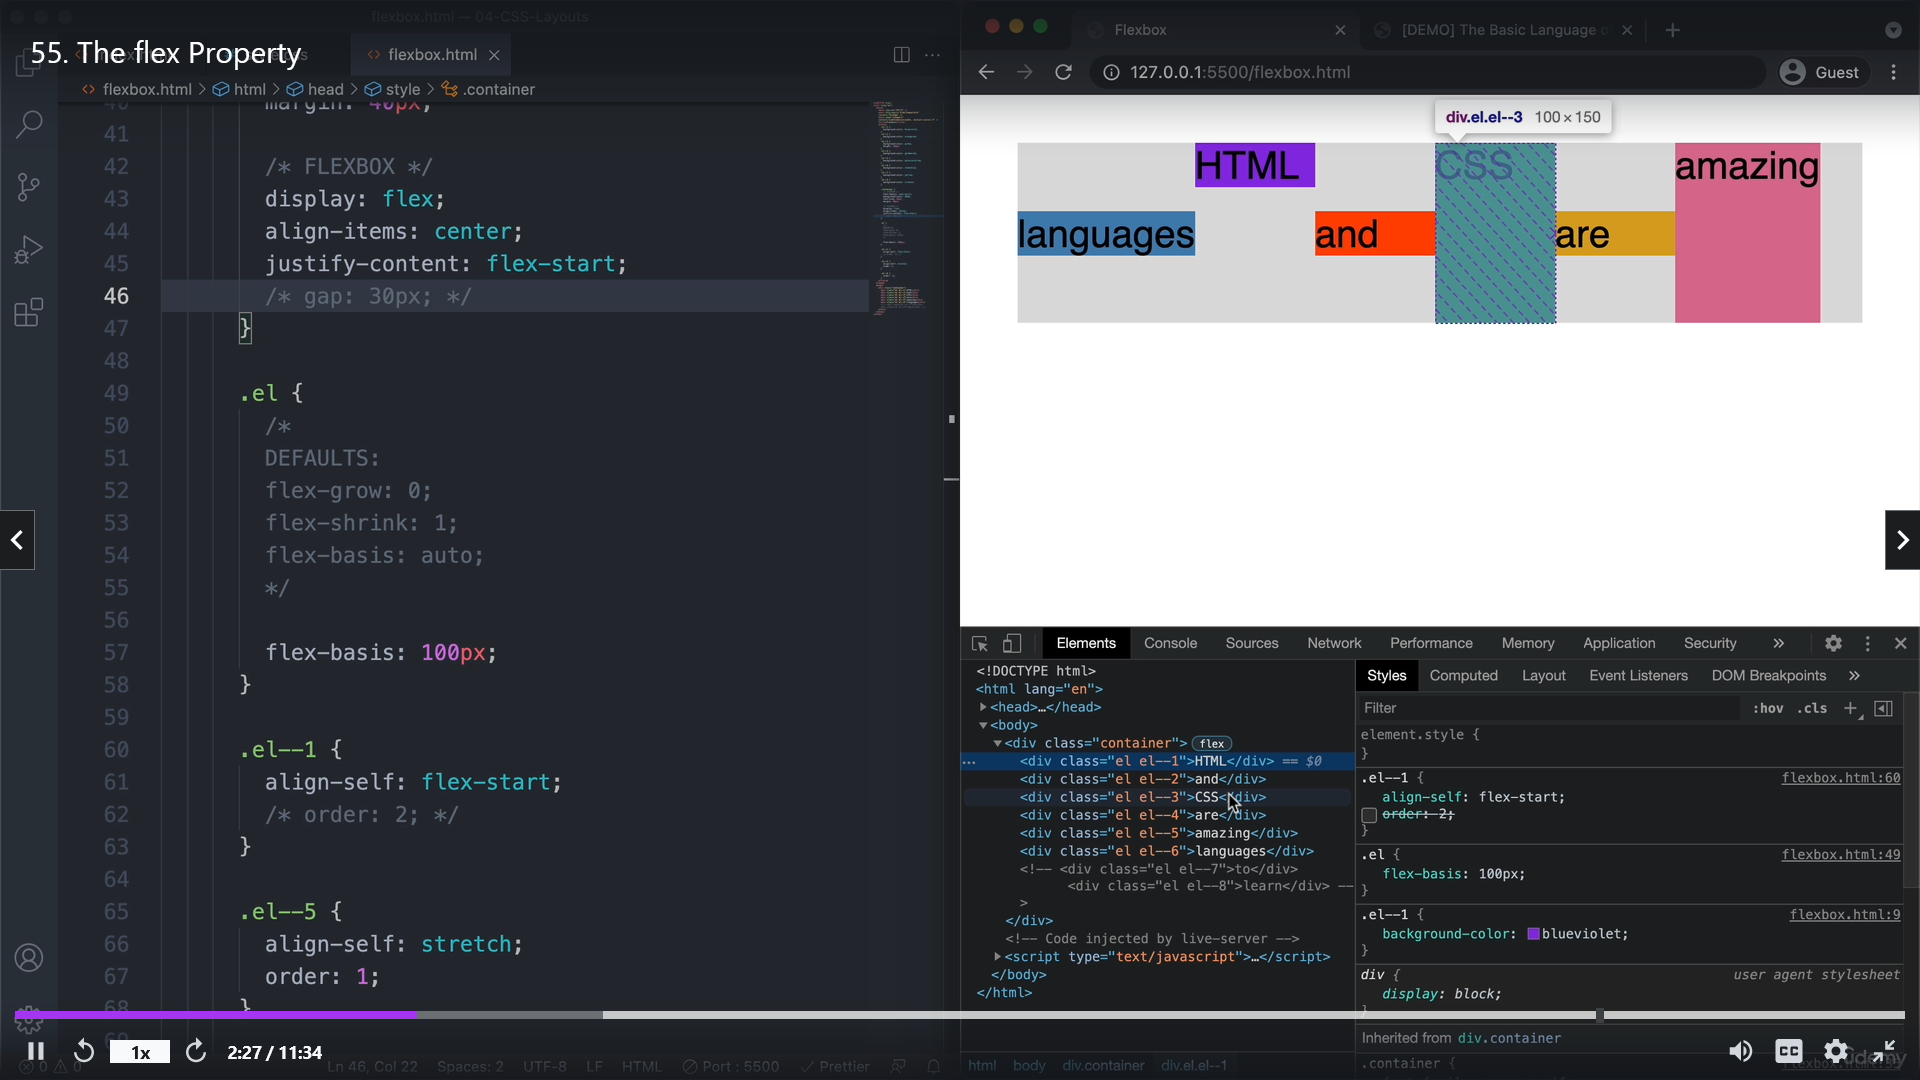 flexbox.html — 04-CSS-Layouts
55. The flex Property
flexbox.html
flexbox.html > html > head > style > .container
40 margin: 40px;
41
42 /* FLEXBOX */
43 display: flex;
44 align-items: center;
45 justify-content: flex-start;
46 /* gap: 30px; */
47 }
48
49 .el {
50 /*
51 DEFAULTS:
52 flex-grow: 0;
53 flex-shrink: 1;
54 flex-basis: auto;
55 */
56
57 flex-basis: 100px;
58 }
59
60 .el--1 {
61 align-self: flex-start;
62 /* order: 2; */
63 }
64
65 .el--5 {
66 align-self: stretch;
67 order: 1;
68 }
69
1x
2:27 / 11:34
0 0 Ln 46, Col 22 Spaces: 2 UTF-8 LF HTML Port : 5500 Prettier
Flexbox
[DEMO] The Basic Language o
127.0.0.1:5500/flexbox.html
Guest
div.el.el--3 100×150
HTML
CSS
amazing
languages
and
are
Elements Console Sources Network Performance Memory Application Security »
<!DOCTYPE html>
<html lang="en">
<head>…</head>
<body>
<div class="container"> flex
<div class="el el--1">HTML</div> == $0
<div class="el el--2">and</div>
<div class="el el--3">CSS</div>
<div class="el el--4">are</div>
<div class="el el--5">amazing</div>
<div class="el el--6">languages</div>
<!-- <div class="el el--7">to</div>
<div class="el el--8">learn</div> --
>
</div>
<!-- Code injected by live-server -->
<script type="text/javascript">…</script>
</body>
</html>
html body div.container div.el.el--1
Styles Computed Layout Event Listeners DOM Breakpoints »
Filter :hov .cls +
element.style {
}
.el--1 { flexbox.html:60
align-self: flex-start;
order: 2;
}
.el { flexbox.html:49
flex-basis: 100px;
}
.el--1 { flexbox.html:9
background-color: blueviolet;
}
div { user agent stylesheet
display: block;
}
Inherited from div.container
.container {
CC
Udemy